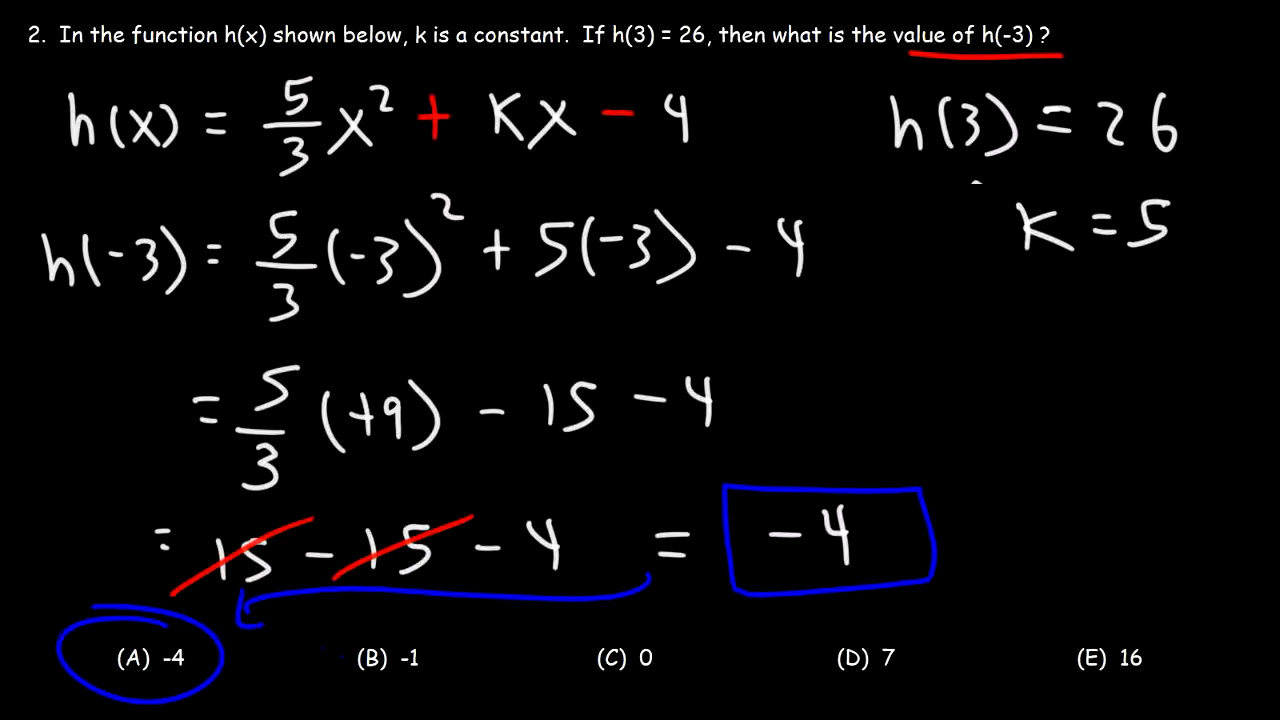 2. In the function h(x) shown below, k is a constant. If h(3) = 26, then what is the value of h(-3) ?
h(x) = 5/3 x² + Kx - 4
h(3) = 26
K = 5
h(-3) = 5/3 (-3)² + 5(-3) - 4
= 5/3 (+9) - 15 - 4
= 15 - 15 - 4 = -4
(A) -4 (B) -1 (C) 0 (D) 7 (E) 16